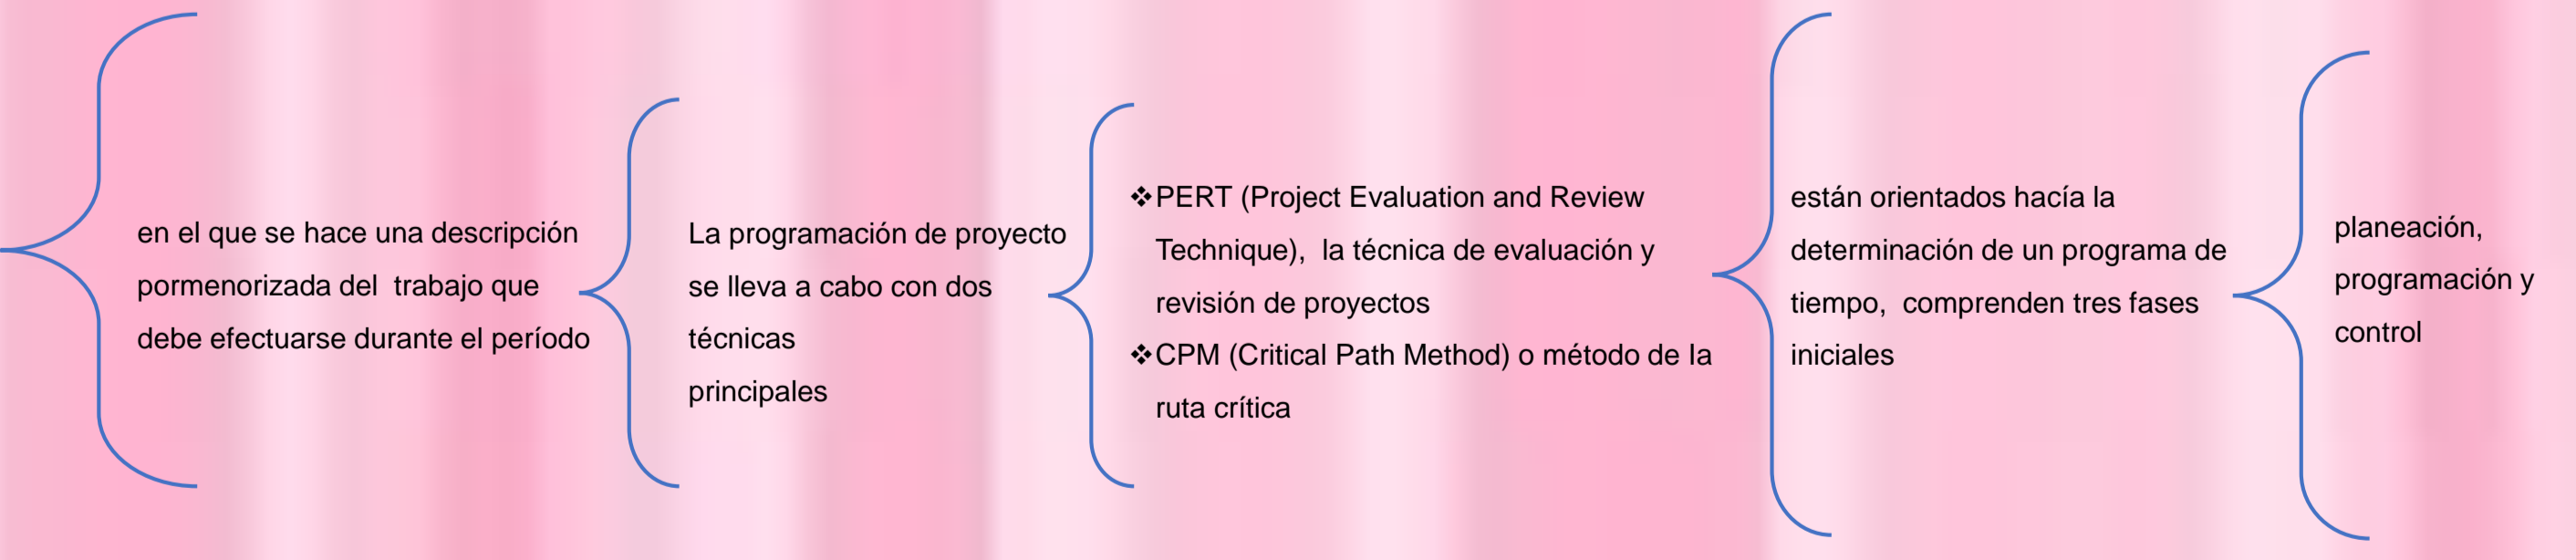 en el que se hace una descripción
pormenorizada del  trabajo que
debe efectuarse durante el período
La programación de proyecto
se lleva a cabo con dos
técnicas
principales
❖PERT (Project Evaluation and Review
Technique),  la técnica de evaluación y
revisión de proyectos
❖CPM (Critical Path Method) o método de la
ruta crítica
están orientados hacía la
determinación de un programa de
tiempo,  comprenden tres fases
iniciales
planeación,
programación y
control